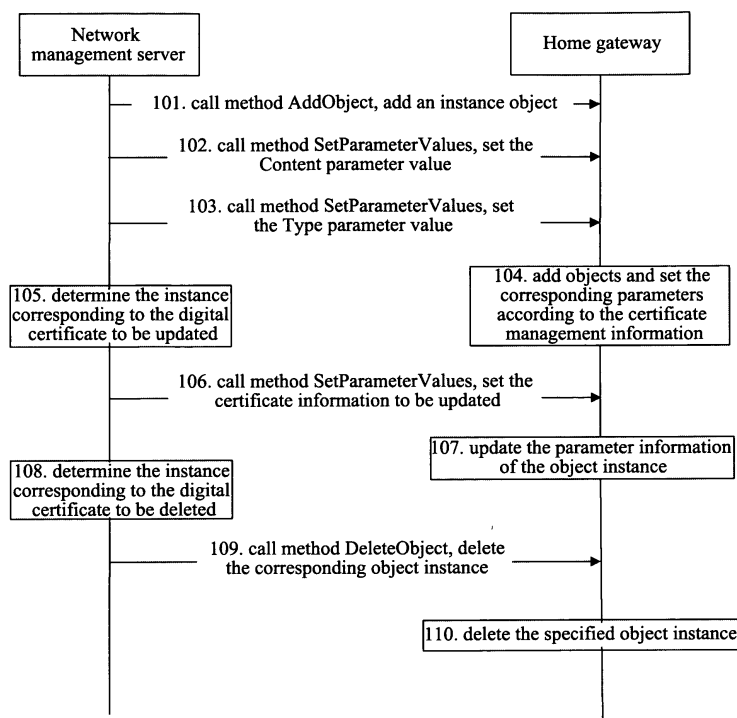 Network
management server
Home gateway
101. call method AddObject, add an instance object
102. call method SetParameterValues, set the
Content parameter value
103. call method SetParameterValues, set
the Type parameter value
104. add objects and set the
corresponding parameters
according to the certificate
management information
105. determine the instance
corresponding to the digital
certificate to be updated
106. call method SetParameterValues, set the
certificate information to be updated
107. update the parameter information
of the object instance
108. determine the instance
corresponding to the digital
certificate to be deleted
109. call method DeleteObject, delete
the corresponding object instance
110. delete the specified object instance